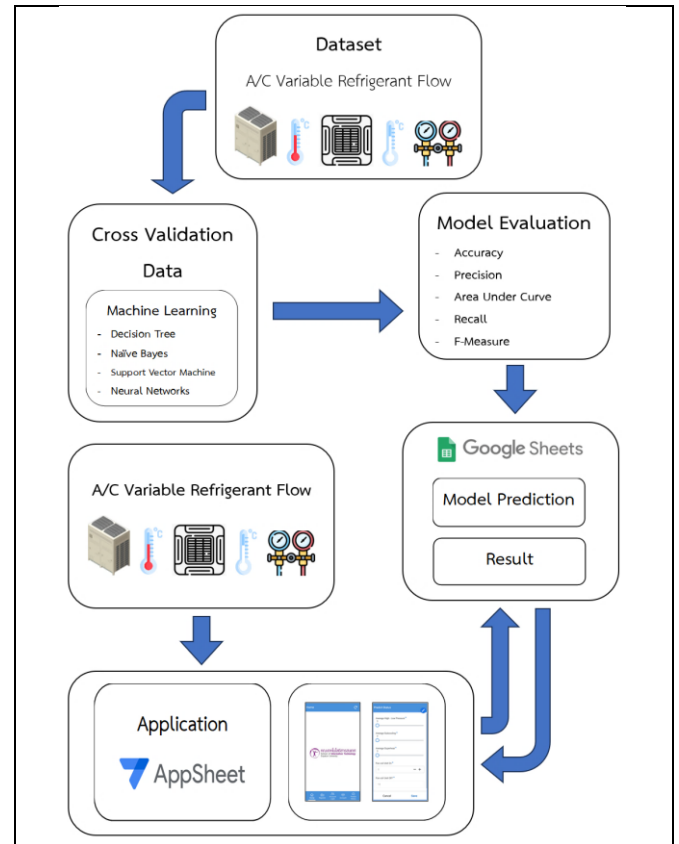 Dataset
A/C Variable Refrigerant Flow
°C
°C
Cross Validation
Data
Machine Learning
- Decision Tree
- Naïve Bayes
- Support Vector Machine
- Neural Networks
Model Evaluation
- Accuracy
- Precision
- Area Under Curve
- Recall
- F-Measure
Google Sheets
Model Prediction
Result
A/C Variable Refrigerant Flow
°C
°C
Application
AppSheet